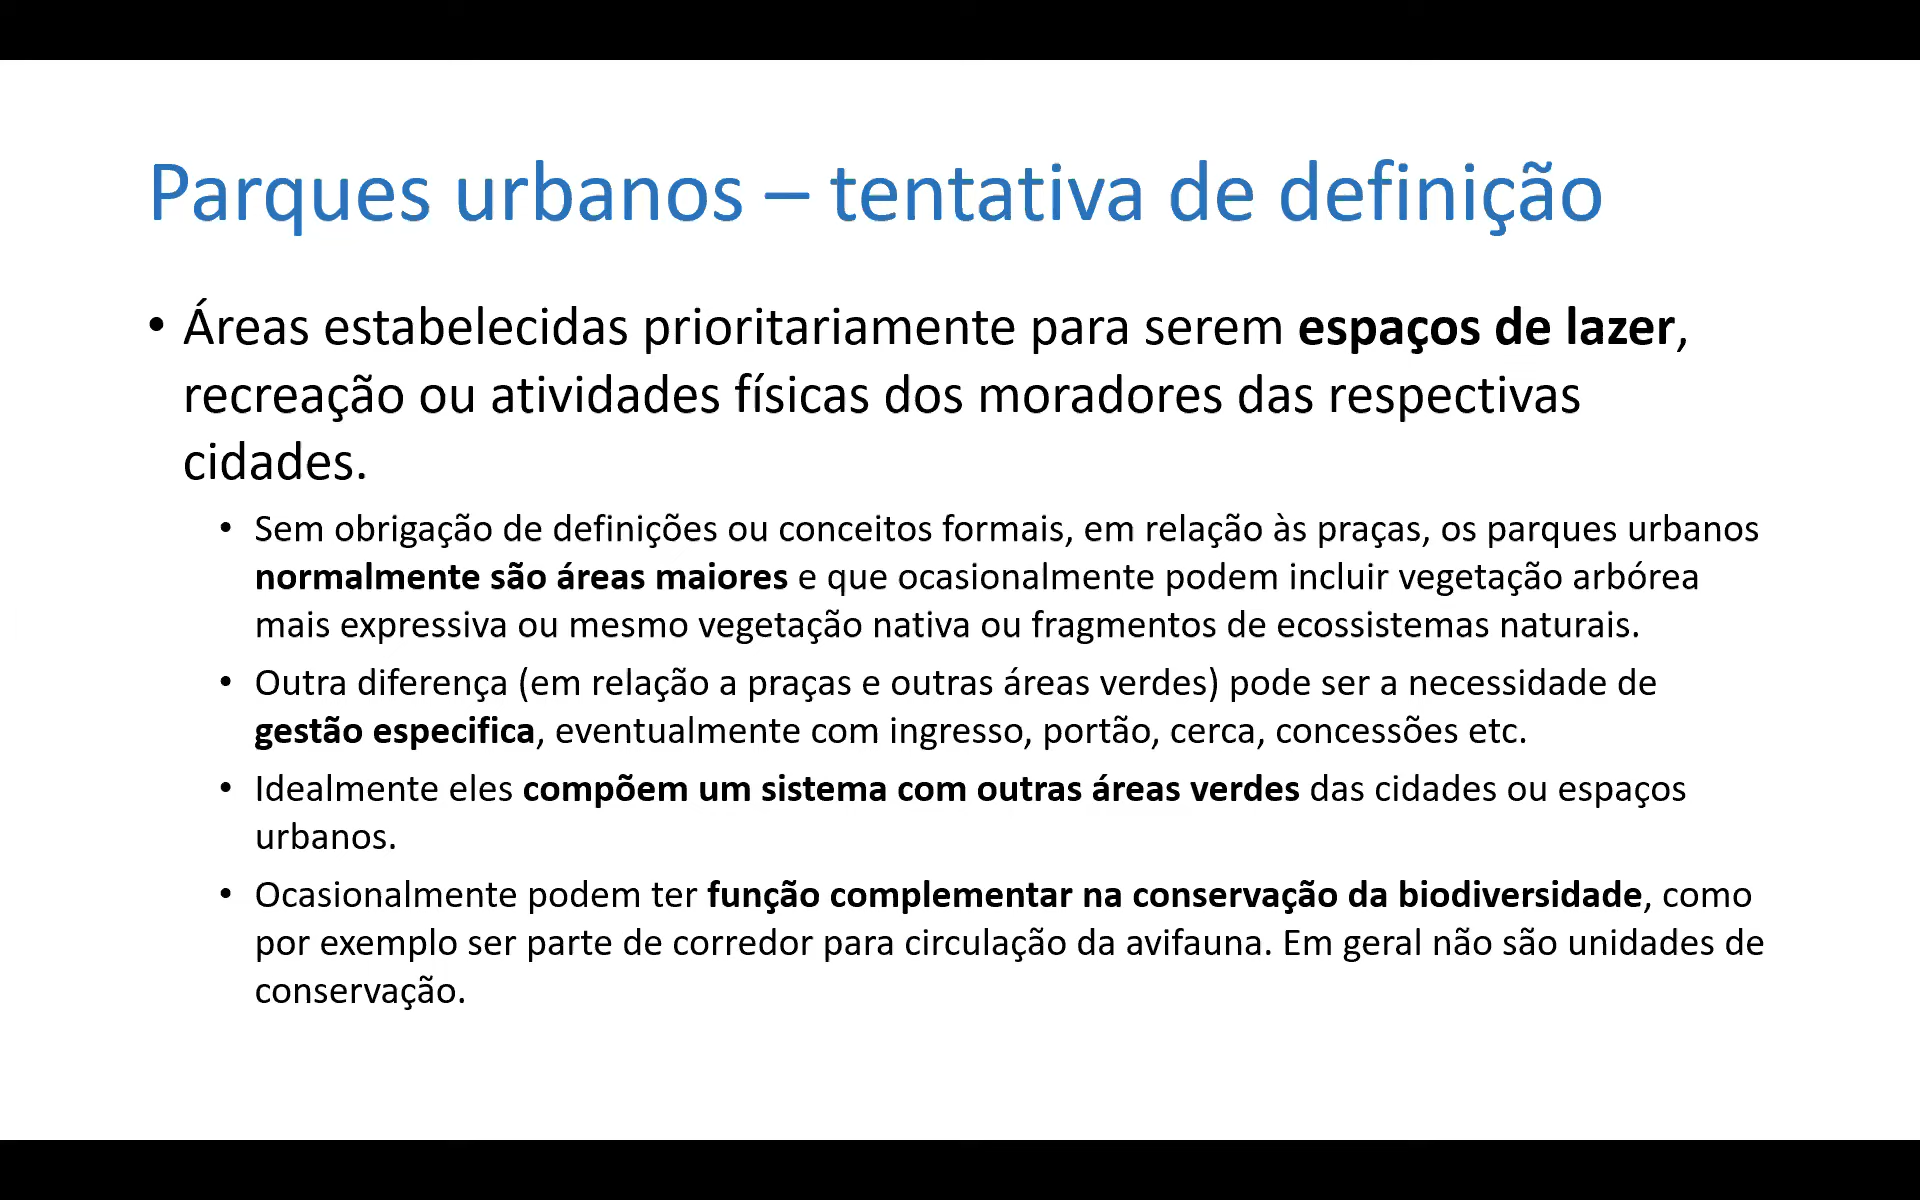 Parques urbanos – tentativa de definição
• Áreas estabelecidas prioritariamente para serem espaços de lazer,
recreação ou atividades físicas dos moradores das respectivas
cidades.
• Sem obrigação de definições ou conceitos formais, em relação às praças, os parques urbanos
normalmente são áreas maiores e que ocasionalmente podem incluir vegetação arbórea
mais expressiva ou mesmo vegetação nativa ou fragmentos de ecossistemas naturais.
• Outra diferença (em relação a praças e outras áreas verdes) pode ser a necessidade de
gestão especifica, eventualmente com ingresso, portão, cerca, concessões etc.
• Idealmente eles compõem um sistema com outras áreas verdes das cidades ou espaços
urbanos.
• Ocasionalmente podem ter função complementar na conservação da biodiversidade, como
por exemplo ser parte de corredor para circulação da avifauna. Em geral não são unidades de
conservação.